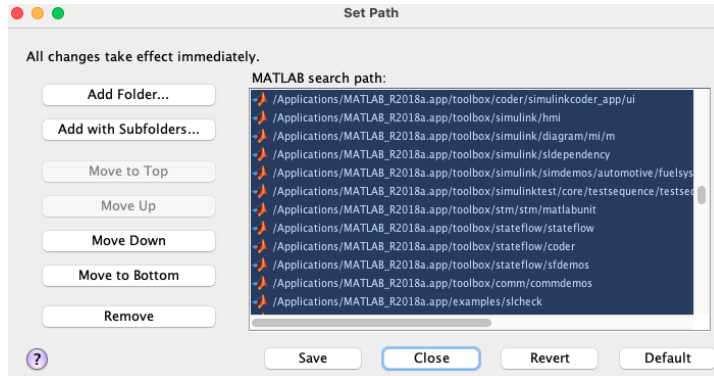 Set Path
All changes take effect immediately.
MATLAB search path:
Add Folder...
Add with Subfolders...
Move to Top
Move Up
Move Down
Move to Bottom
Remove
/Applications/MATLAB_R2018a.app/toolbox/coder/simulinkcoder_app/ui
/Applications/MATLAB_R2018a.app/toolbox/simulink/hmi
/Applications/MATLAB_R2018a.app/toolbox/simulink/diagram/mi/m
/Applications/MATLAB_R2018a.app/toolbox/simulink/sldependency
/Applications/MATLAB_R2018a.app/toolbox/simulink/simdemos/automotive/fuelsys
/Applications/MATLAB_R2018a.app/toolbox/simulinktest/core/testsequence/testsec
/Applications/MATLAB_R2018a.app/toolbox/stm/stm/matlabunit
/Applications/MATLAB_R2018a.app/toolbox/stateflow/stateflow
/Applications/MATLAB_R2018a.app/toolbox/stateflow/coder
/Applications/MATLAB_R2018a.app/toolbox/stateflow/sfdemos
/Applications/MATLAB_R2018a.app/toolbox/comm/commdemos
/Applications/MATLAB_R2018a.app/examples/slcheck
?
Save
Close
Revert
Default